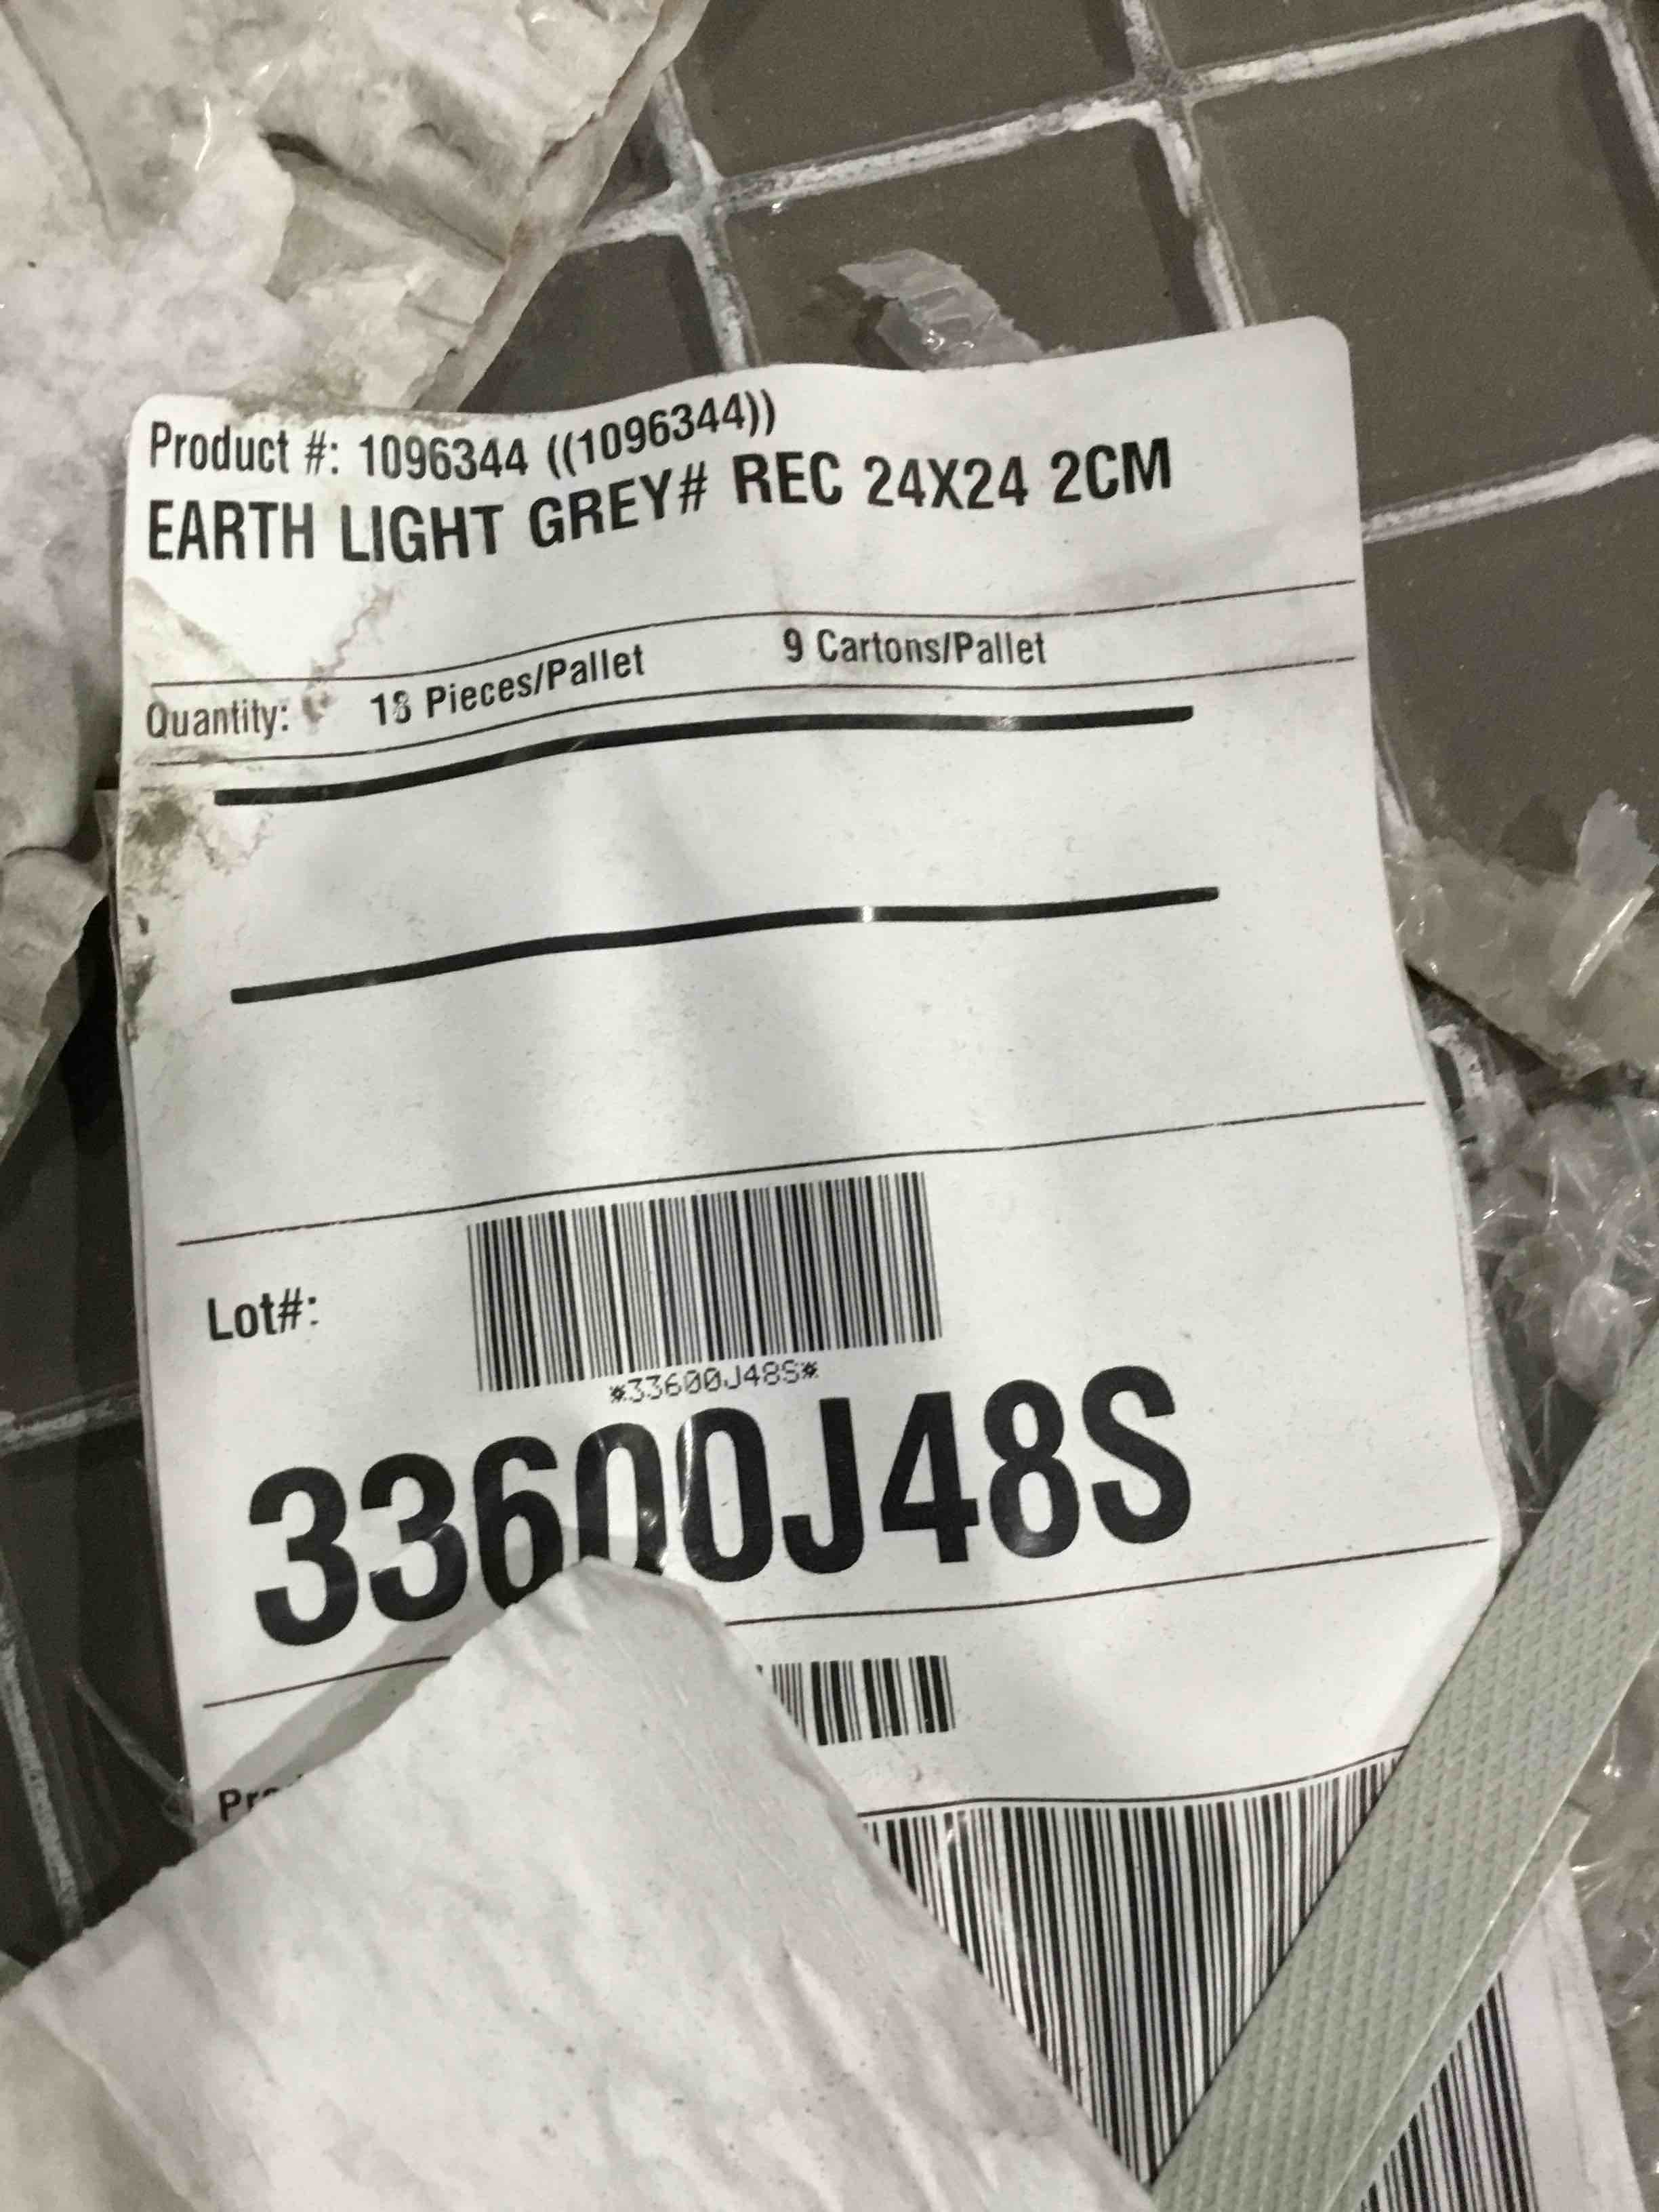 Product #: 1096344 ((1096344))
EARTH LIGHT GREY# REC 24X24 2CM
Quantity: 18 Pieces/Pallet 9 Cartons/Pallet
Lot#:
*33600J48S*
33600J48S